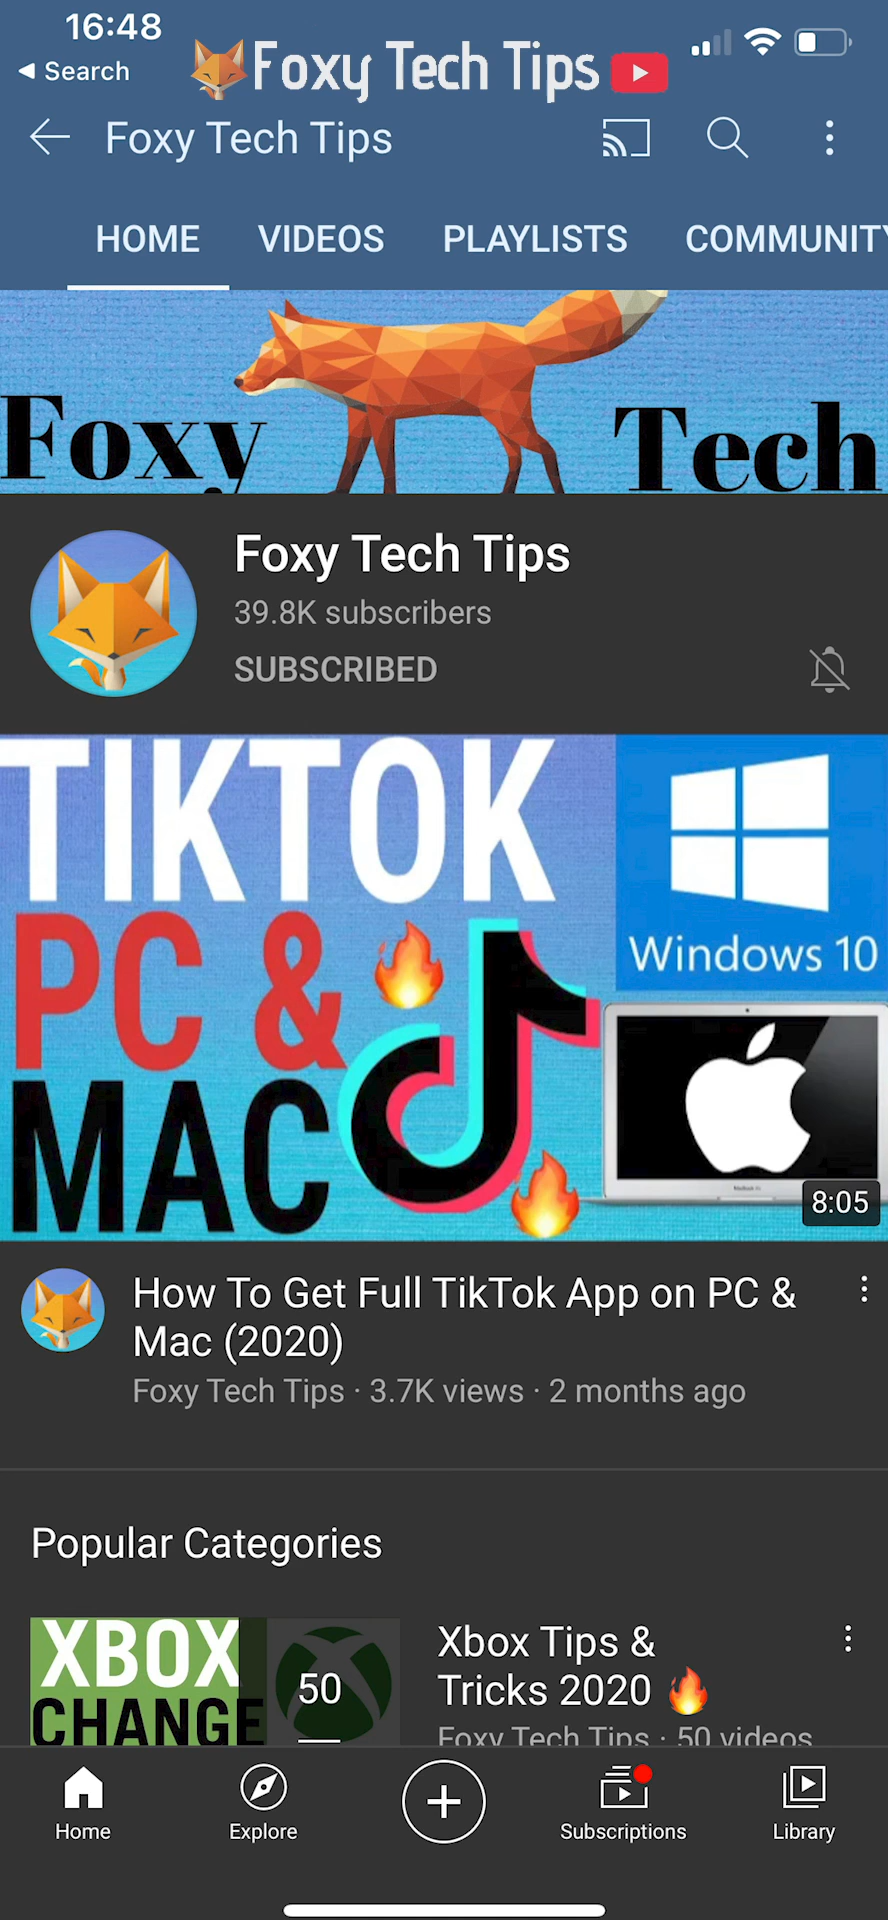 16:48
Search
Foxy Tech Tips
Foxy Tech Tips
HOME VIDEOS PLAYLISTS COMMUNITY
Foxy Tech
Foxy Tech Tips
39.8K subscribers
SUBSCRIBED
TIKTOK
PC &
MAC
Windows 10
8:05
How To Get Full TikTok App on PC &
Mac (2020)
Foxy Tech Tips · 3.7K views · 2 months ago
Popular Categories
XBOX
CHANGE
50
Xbox Tips &
Tricks 2020 🔥
Foxy Tech Tips · 50 videos
Home Explore Subscriptions Library